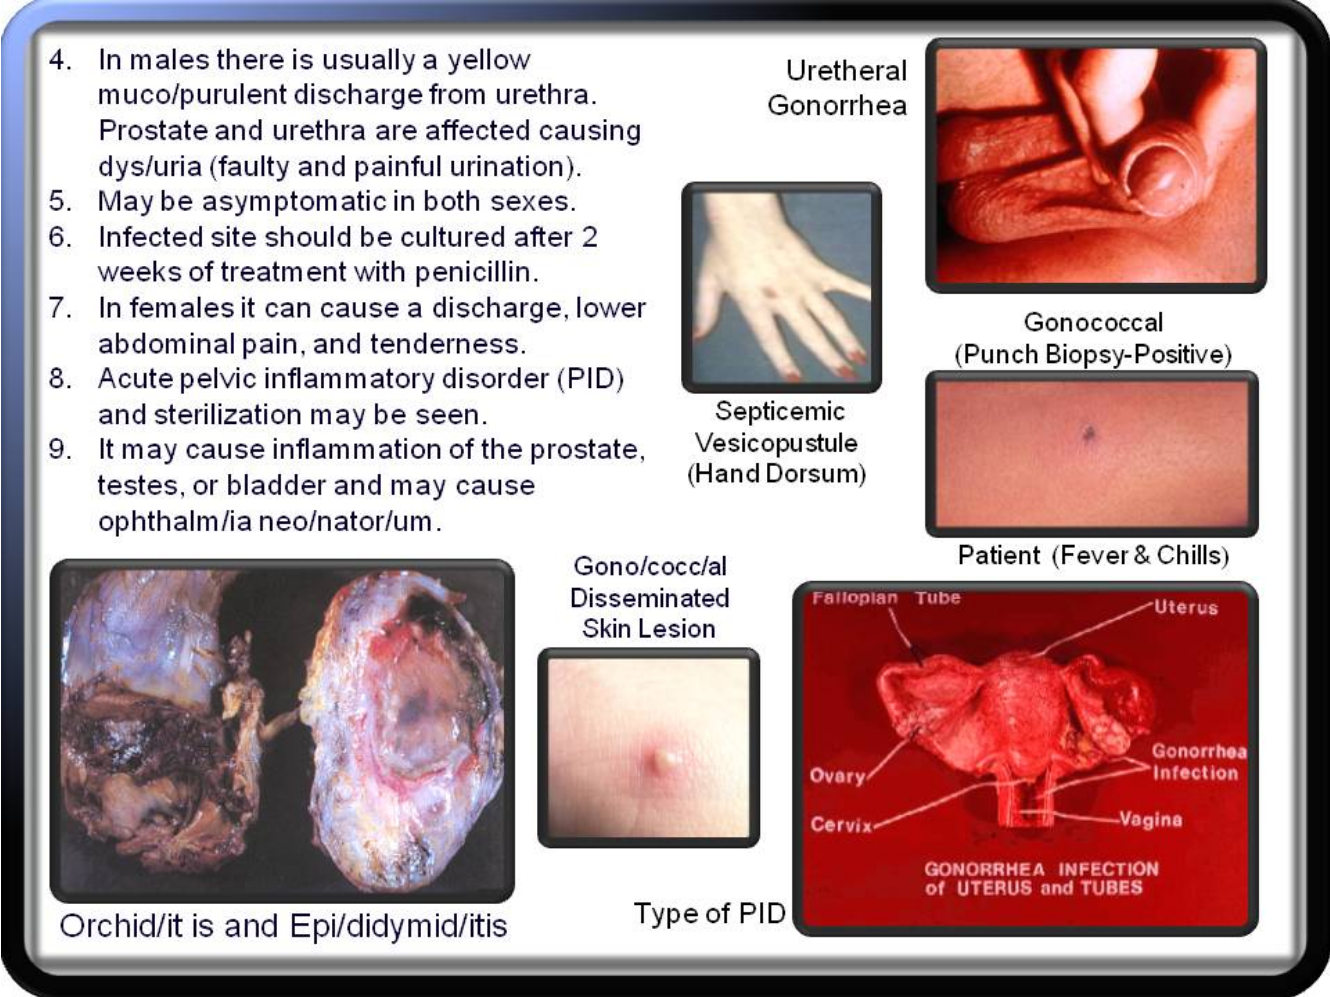 4. In males there is usually a yellow
muco/purulent discharge from urethra.
Prostate and urethra are affected causing
dys/uria (faulty and painful urination).
5. May be asymptomatic in both sexes.
6. Infected site should be cultured after 2
weeks of treatment with penicillin.
7. In females it can cause a discharge, lower
abdominal pain, and tenderness.
8. Acute pelvic inflammatory disorder (PID)
and sterilization may be seen.
9. It may cause inflammation of the prostate,
testes, or bladder and may cause
ophthalm/ia neo/nator/um.
Uretheral
Gonorrhea
Septicemic
Vesicopustule
(Hand Dorsum)
Gonococcal
(Punch Biopsy-Positive)
Patient (Fever & Chills)
Orchid/it is and Epi/didymid/itis
Gono/cocc/al
Disseminated
Skin Lesion
Type of PID
Fallopian Tube
Uterus
Ovary
Cervix
Gonorrhea
Infection
Vagina
GONORRHEA INFECTION
of UTERUS and TUBES